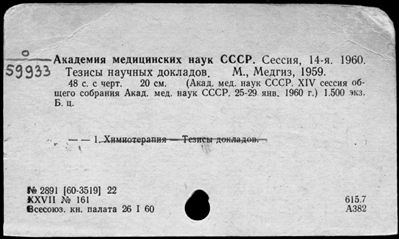 59933
Академия медицинских наук СССР. Сессия, 14-я. 1960.
Тезисы научных докладов. М., Медгиз, 1959.
48 с. с черт. 20 см. (Акад. мед. наук СССР. XIV сессия об-
щего собрания Акад. мед. наук СССР. 25-29 янв. 1960 г.) 1.500 экз.
Б. ц.
— — 1. Химиотерапия — Тезисы докладов.
№ 2891 [60-3519] 22
XXVII № 161 615.7
Всесоюз. кн. палата 26 I 60 А382